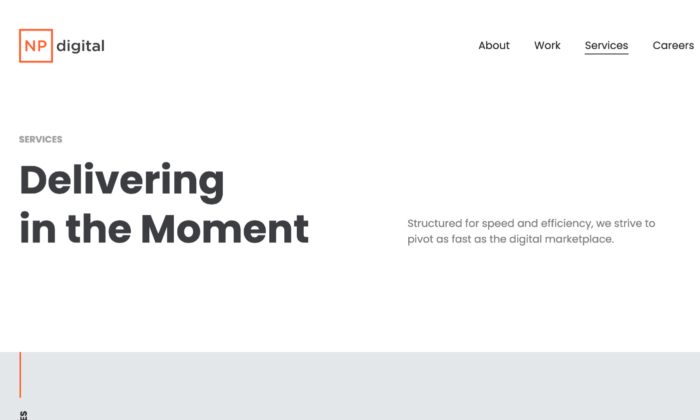 NP digital
About Work Services Careers
SERVICES
Delivering
in the Moment
Structured for speed and efficiency, we strive to
pivot as fast as the digital marketplace.
ES